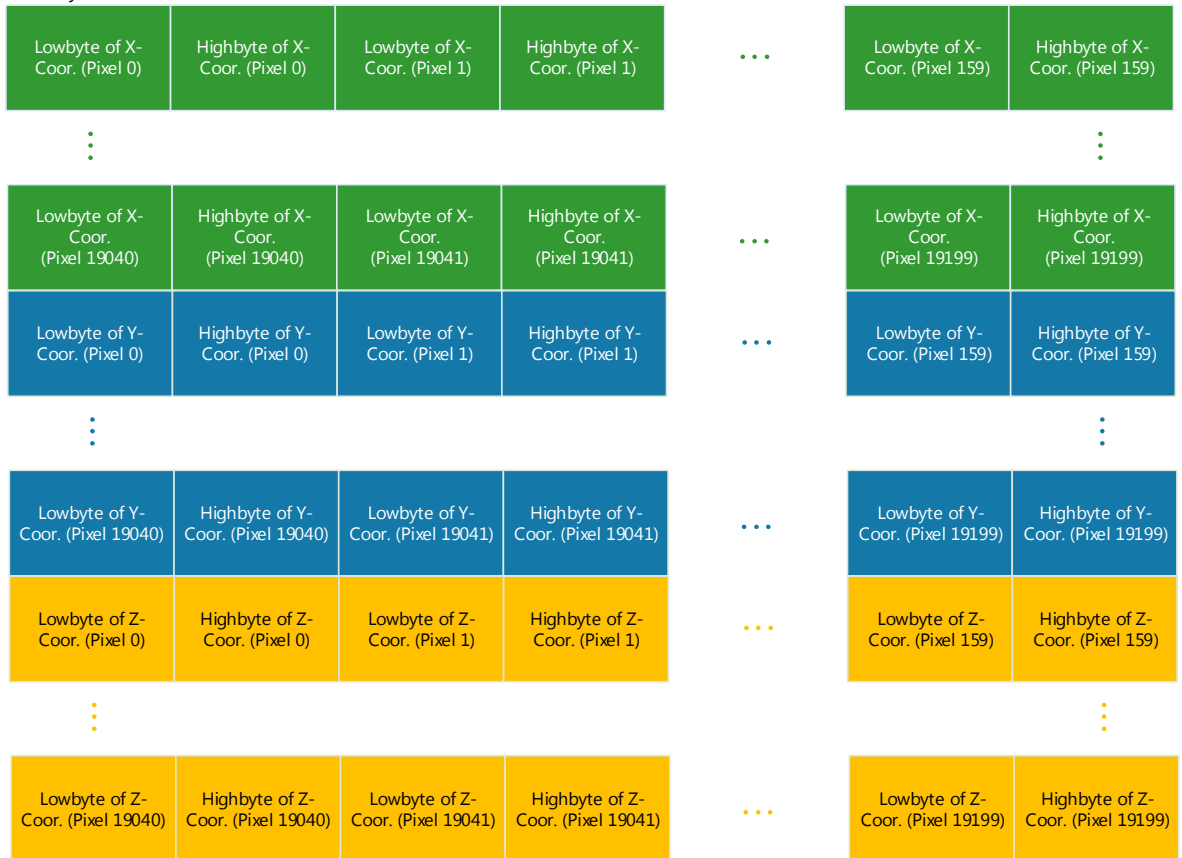 Lowbyte of X-
Coor. (Pixel 0)
Highbyte of X-
Coor. (Pixel 0)
Lowbyte of X-
Coor. (Pixel 1)
Highbyte of X-
Coor. (Pixel 1)
...
Lowbyte of X-
Coor. (Pixel 159)
Highbyte of X-
Coor. (Pixel 159)
Lowbyte of X-
Coor.
(Pixel 19040)
Highbyte of X-
Coor.
(Pixel 19040)
Lowbyte of X-
Coor.
(Pixel 19041)
Highbyte of X-
Coor.
(Pixel 19041)
...
Lowbyte of X-
Coor.
(Pixel 19199)
Highbyte of X-
Coor.
(Pixel 19199)
Lowbyte of Y-
Coor. (Pixel 0)
Highbyte of Y-
Coor. (Pixel 0)
Lowbyte of Y-
Coor. (Pixel 1)
Highbyte of Y-
Coor. (Pixel 1)
...
Lowbyte of Y-
Coor. (Pixel 159)
Highbyte of Y-
Coor. (Pixel 159)
Lowbyte of Y-
Coor. (Pixel 19040)
Highbyte of Y-
Coor. (Pixel 19040)
Lowbyte of Y-
Coor. (Pixel 19041)
Highbyte of Y-
Coor. (Pixel 19041)
...
Lowbyte of Y-
Coor. (Pixel 19199)
Highbyte of Y-
Coor. (Pixel 19199)
Lowbyte of Z-
Coor. (Pixel 0)
Highbyte of Z-
Coor. (Pixel 0)
Lowbyte of Z-
Coor. (Pixel 1)
Highbyte of Z-
Coor. (Pixel 1)
...
Lowbyte of Z-
Coor. (Pixel 159)
Highbyte of Z-
Coor. (Pixel 159)
Lowbyte of Z-
Coor. (Pixel 19040)
Highbyte of Z-
Coor. (Pixel 19040)
Lowbyte of Z-
Coor. (Pixel 19041)
Highbyte of Z-
Coor. (Pixel 19041)
...
Lowbyte of Z-
Coor. (Pixel 19199)
Highbyte of Z-
Coor. (Pixel 19199)